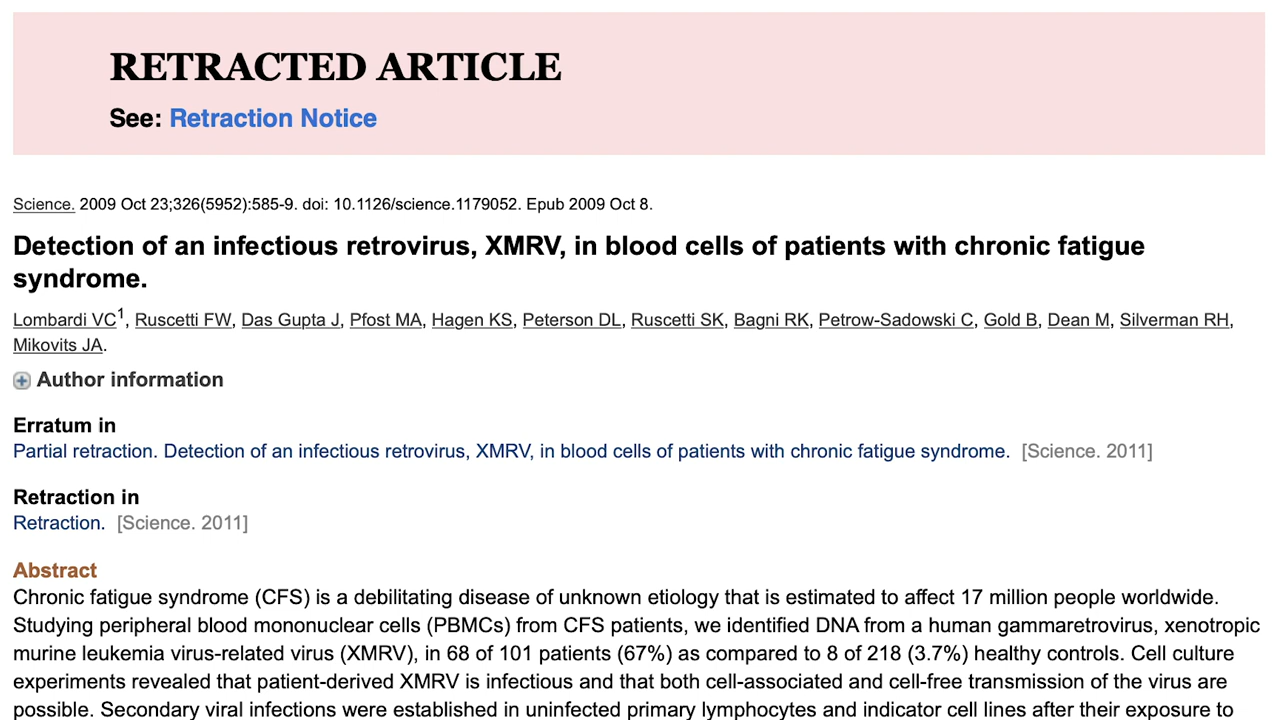 RETRACTED ARTICLE
See: Retraction Notice
Science. 2009 Oct 23;326(5952):585-9. doi: 10.1126/science.1179052. Epub 2009 Oct 8.
Detection of an infectious retrovirus, XMRV, in blood cells of patients with chronic fatigue
syndrome.
Lombardi VC1, Ruscetti FW, Das Gupta J, Pfost MA, Hagen KS, Peterson DL, Ruscetti SK, Bagni RK, Petrow-Sadowski C, Gold B, Dean M, Silverman RH,
Mikovits JA.
Author information
Erratum in
Partial retraction. Detection of an infectious retrovirus, XMRV, in blood cells of patients with chronic fatigue syndrome. [Science. 2011]
Retraction in
Retraction. [Science. 2011]
Abstract
Chronic fatigue syndrome (CFS) is a debilitating disease of unknown etiology that is estimated to affect 17 million people worldwide.
Studying peripheral blood mononuclear cells (PBMCs) from CFS patients, we identified DNA from a human gammaretrovirus, xenotropic
murine leukemia virus-related virus (XMRV), in 68 of 101 patients (67%) as compared to 8 of 218 (3.7%) healthy controls. Cell culture
experiments revealed that patient-derived XMRV is infectious and that both cell-associated and cell-free transmission of the virus are
possible. Secondary viral infections were established in uninfected primary lymphocytes and indicator cell lines after their exposure to